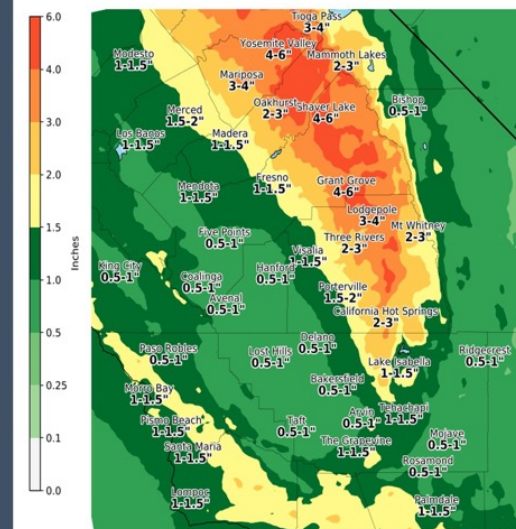 6.0
4.0
3.0
2.0
1.5
1.0
0.5
0.25
0.1
0.0
Inches
Tioga Pass
3-4"
Modesto
1-1.5"
Yosemite Valley
4-6"
Mammoth Lakes
2-3"
Mariposa
3-4"
Merced
1.5-2"
Oakhurst
2-3"
Shaver Lake
4-6"
Bishop
0.5-1"
Los Banos
1-1.5"
Madera
1-1.5"
Mendota
1-1.5"
Fresno
1-1.5"
Grant Grove
4-6"
Lodgepole
3-4"
Mt Whitney
2-3"
Five Points
0.5-1"
Three Rivers
2-3"
Visalia
1-1.5"
King City
0.5-1"
Coalinga
0.5-1"
Hanford
0.5-1"
Avenal
0.5-1"
Porterville
1.5-2"
California Hot Springs
2-3"
Delano
0.5-1"
Paso Robles
0.5-1"
Lost Hills
0.5-1"
Lake Isabella
1-1.5"
Ridgecrest
0.5-1"
Bakersfield
0.5-1"
Morro Bay
1-1.5"
Pismo Beach
1-1.5"
Taft
0.5-1"
Arvin
0.5-1"
Tehachapi
1-1.5"
Santa Maria
1-1.5"
The Grapevine
1-1.5"
Mojave
0.5-1"
Rosamond
0.5-1"
Lompoc
1-1.5"
Palmdale
1-1.5"